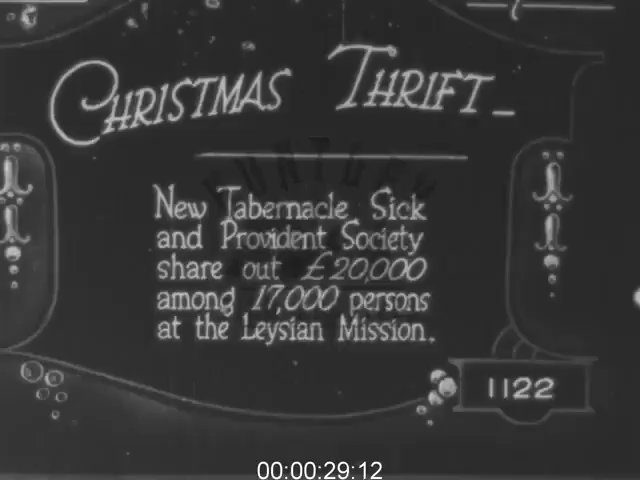 CHRISTMAS THRIFT_
New Tabernacle Sick
and Provident Society
share out £20,000
among 17,000 persons
at the Leysian Mission.
1122
00:00:29:12